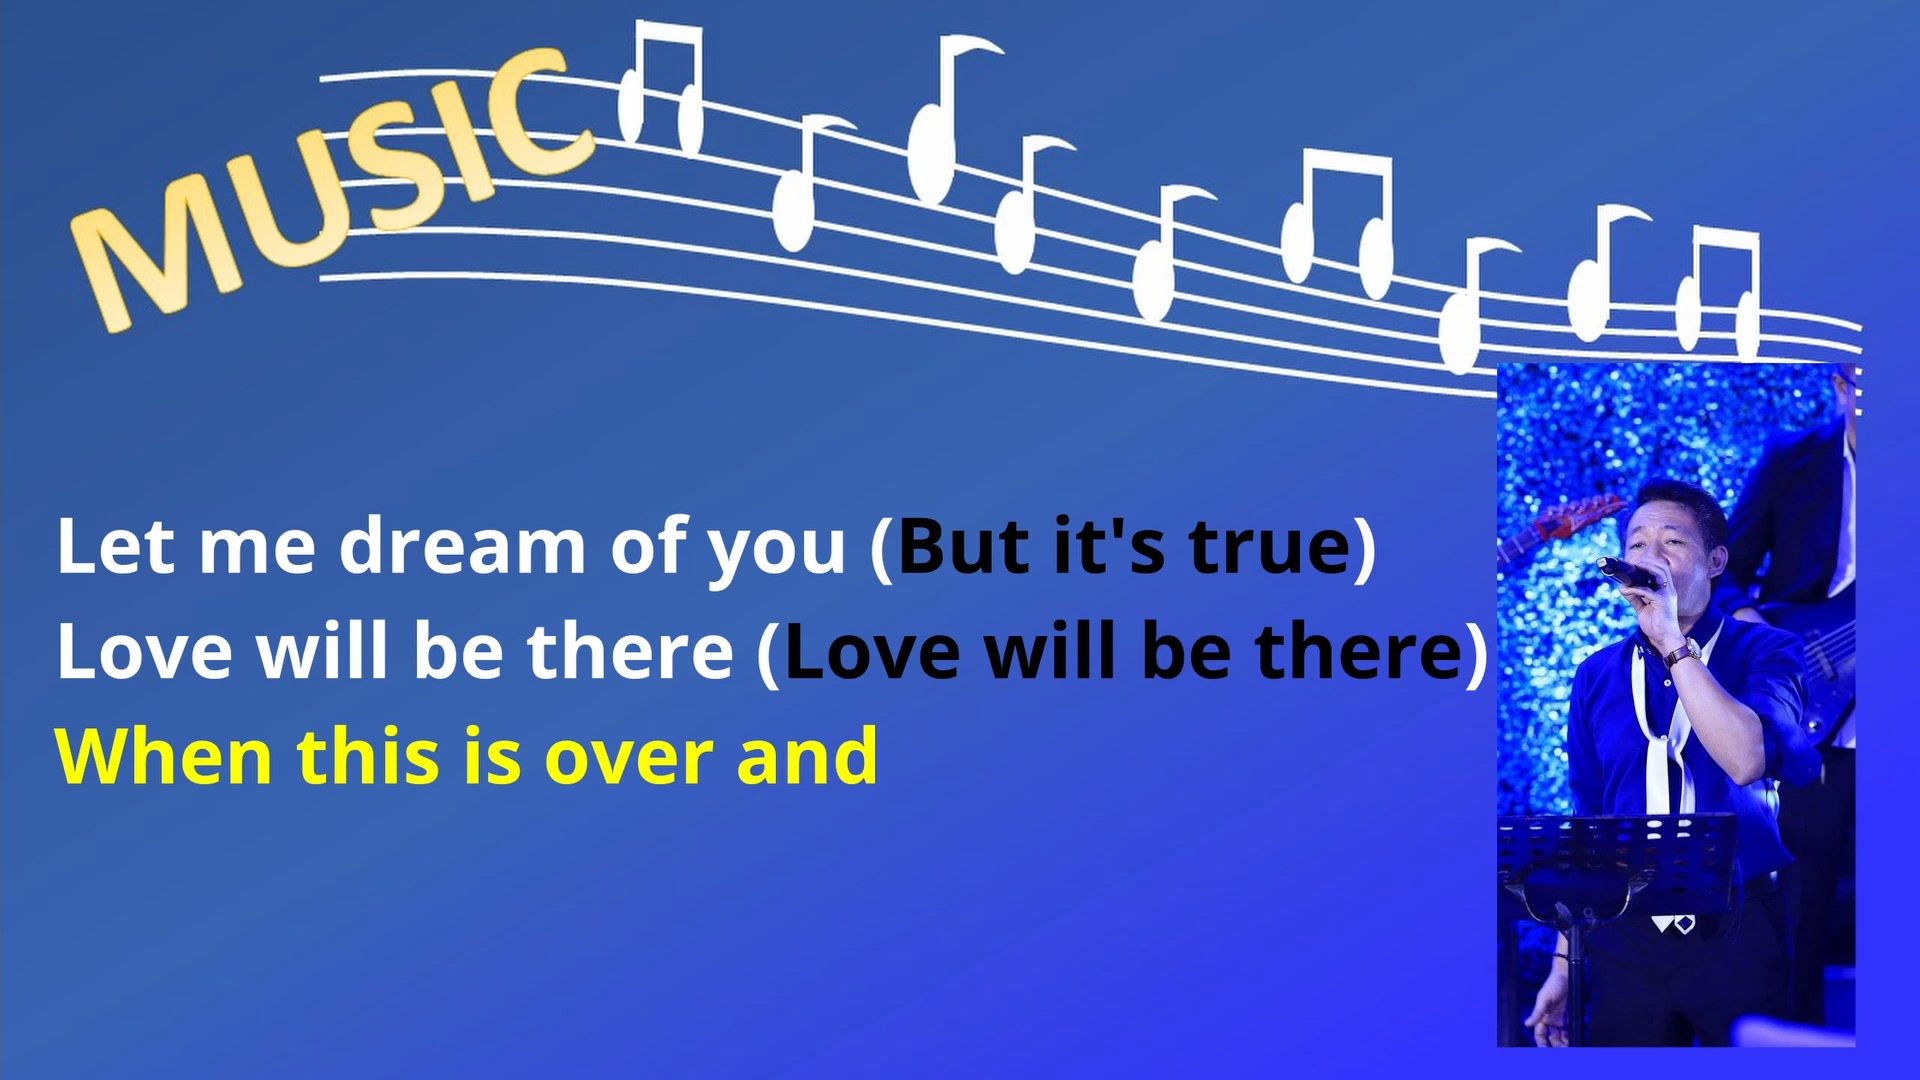 MUSIC
Let me dream of you (But it's true)
Love will be there (Love will be there)
When this is over and